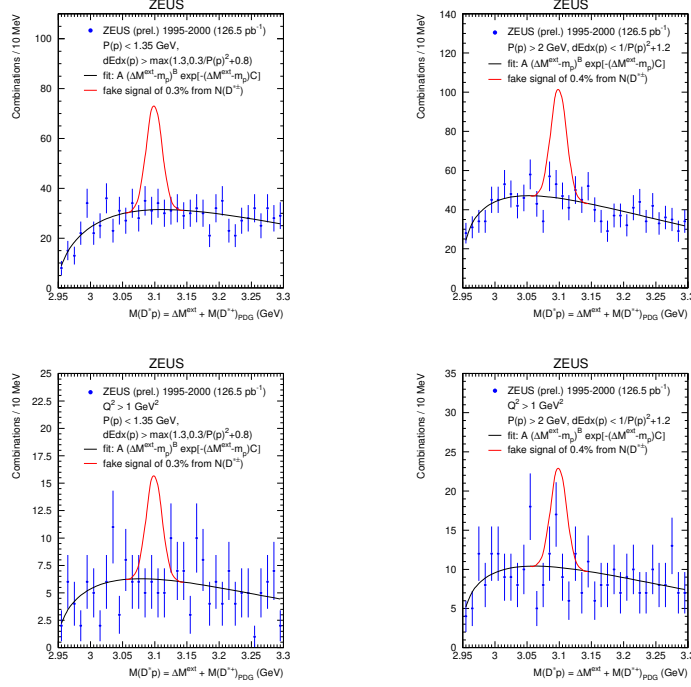 ZEUS
Combinations / 10 MeV
ZEUS (prel.) 1995-2000 (126.5 pb⁻¹)
P(p) < 1.35 GeV,
dEdx(p) > max(1.3,0.3/P(p)²+0.8)
fit: A (ΔMᵉˣᵗ-mₚ)ᴮ exp[-(ΔMᵉˣᵗ-mₚ)C]
fake signal of 0.3% from N(D*±)
0 20 40 60 80 100
2.95 3 3.05 3.1 3.15 3.2 3.25 3.3
M(D*p) = ΔMᵉˣᵗ + M(D*⁺)PDG (GeV)
ZEUS
Combinations / 10 MeV
ZEUS (prel.) 1995-2000 (126.5 pb⁻¹)
P(p) > 2 GeV, dEdx(p) < 1/P(p)²+1.2
fit: A (ΔMᵉˣᵗ-mₚ)ᴮ exp[-(ΔMᵉˣᵗ-mₚ)C]
fake signal of 0.4% from N(D*±)
0 20 40 60 80 100 120 140
2.95 3 3.05 3.1 3.15 3.2 3.25 3.3
M(D*p) = ΔMᵉˣᵗ + M(D*⁺)PDG (GeV)
ZEUS
Combinations / 10 MeV
ZEUS (prel.) 1995-2000 (126.5 pb⁻¹)
Q² > 1 GeV²
P(p) < 1.35 GeV,
dEdx(p) > max(1.3,0.3/P(p)²+0.8)
fit: A (ΔMᵉˣᵗ-mₚ)ᴮ exp[-(ΔMᵉˣᵗ-mₚ)C]
fake signal of 0.3% from N(D*±)
0 2.5 5 7.5 10 12.5 15 17.5 20 22.5 25
2.95 3 3.05 3.1 3.15 3.2 3.25 3.3
M(D*p) = ΔMᵉˣᵗ + M(D*⁺)PDG (GeV)
ZEUS
Combinations / 10 MeV
ZEUS (prel.) 1995-2000 (126.5 pb⁻¹)
Q² > 1 GeV²
P(p) > 2 GeV, dEdx(p) < 1/P(p)²+1.2
fit: A (ΔMᵉˣᵗ-mₚ)ᴮ exp[-(ΔMᵉˣᵗ-mₚ)C]
fake signal of 0.4% from N(D*±)
0 5 10 15 20 25 30 35
2.95 3 3.05 3.1 3.15 3.2 3.25 3.3
M(D*p) = ΔMᵉˣᵗ + M(D*⁺)PDG (GeV)